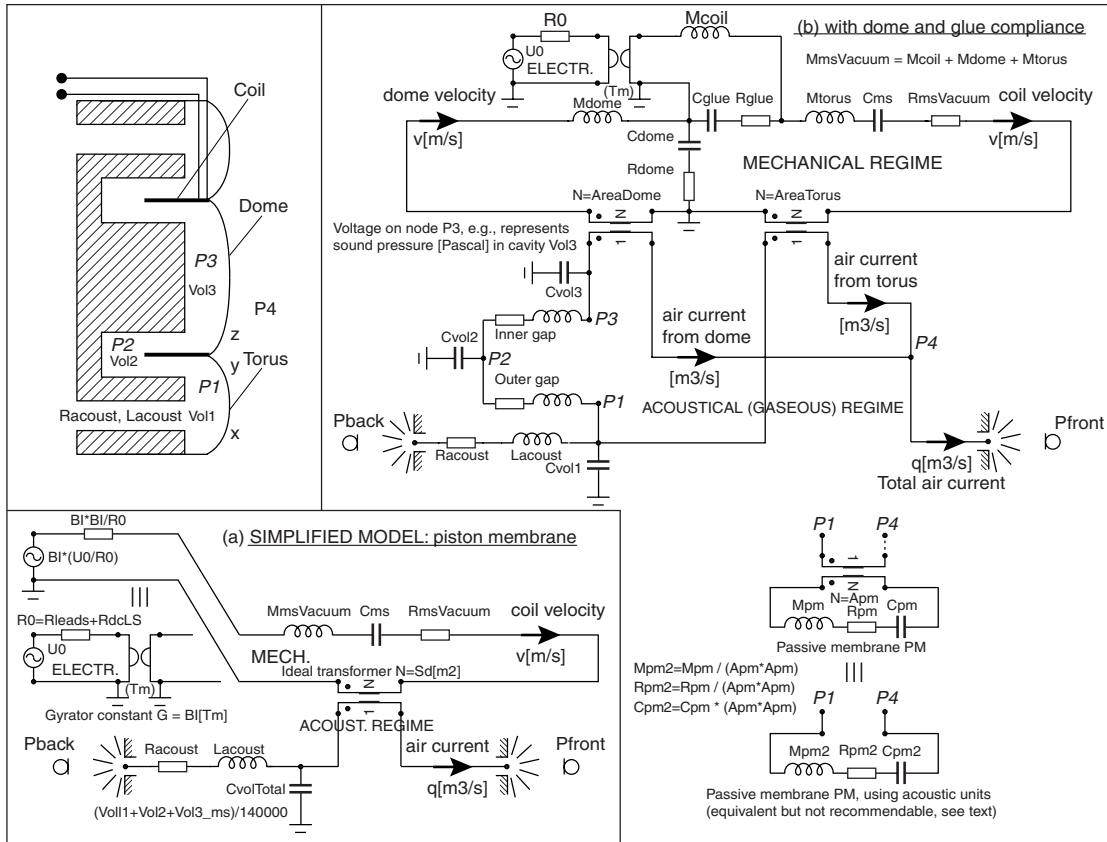 Coil
Dome
P3
Vol3
P4
z
P2
Vol2
y
Torus
P1
Racoust, Lacoust
Vol1
x
(b) with dome and glue compliance
R0
Mcoil
U0
ELECTR.
(Tm)
MmsVacuum = Mcoil + Mdome + Mtorus
dome velocity
Mdome
Cglue
Rglue
Mtorus
Cms
RmsVacuum
coil velocity
v[m/s]
v[m/s]
Cdome
Rdome
MECHANICAL REGIME
N=AreaDome
N=AreaTorus
N
1
N
1
Voltage on node P3, e.g., represents
sound pressure [Pascal] in cavity Vol3
air current
from torus
[m3/s]
Cvol3
P3
Inner gap
air current
from dome
[m3/s]
P4
Cvol2
P2
Outer gap
P1
ACOUSTICAL (GASEOUS) REGIME
Pback
Racoust
Lacoust
Cvol1
Pfront
q[m3/s]
Total air current
(a) SIMPLIFIED MODEL: piston membrane
Bl*Bl/R0
Bl*(U0/R0)
R0=Rleads+RdcLS
U0
ELECTR.
(Tm)
Gyrator constant G = Bl[Tm]
MmsVacuum
Cms
RmsVacuum
coil velocity
v[m/s]
MECH.
Ideal transformer N=Sd[m2]
N
1
ACOUST. REGIME
Pback
Racoust
Lacoust
air current
Pfront
CvolTotal
q[m3/s]
(Voll1+Vol2+Vol3_ms)/140000
P1
P4
1
N
N=Apm
Mpm
Rpm
Cpm
Passive membrane PM
Mpm2=Mpm / (Apm*Apm)
Rpm2=Rpm / (Apm*Apm)
Cpm2=Cpm * (Apm*Apm)
P1
P4
Mpm2
Rpm2
Cpm2
Passive membrane PM, using acoustic units
(equivalent but not recommendable, see text)